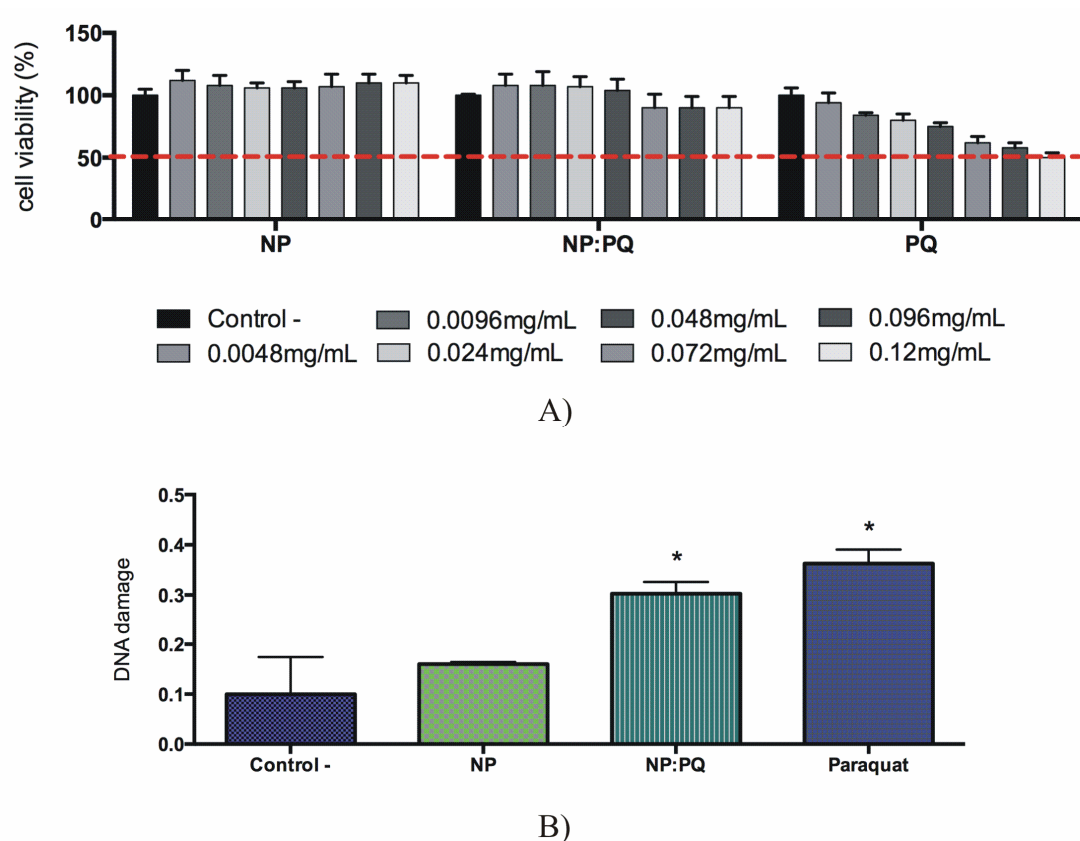 cell viability (%)
150
100
50
0
NP NP:PQ PQ
Control - 0.0096mg/mL 0.048mg/mL 0.096mg/mL
0.0048mg/mL 0.024mg/mL 0.072mg/mL 0.12mg/mL
A)
DNA damage
0.5
0.4
0.3
0.2
0.1
0.0
* *
Control - NP NP:PQ Paraquat
B)